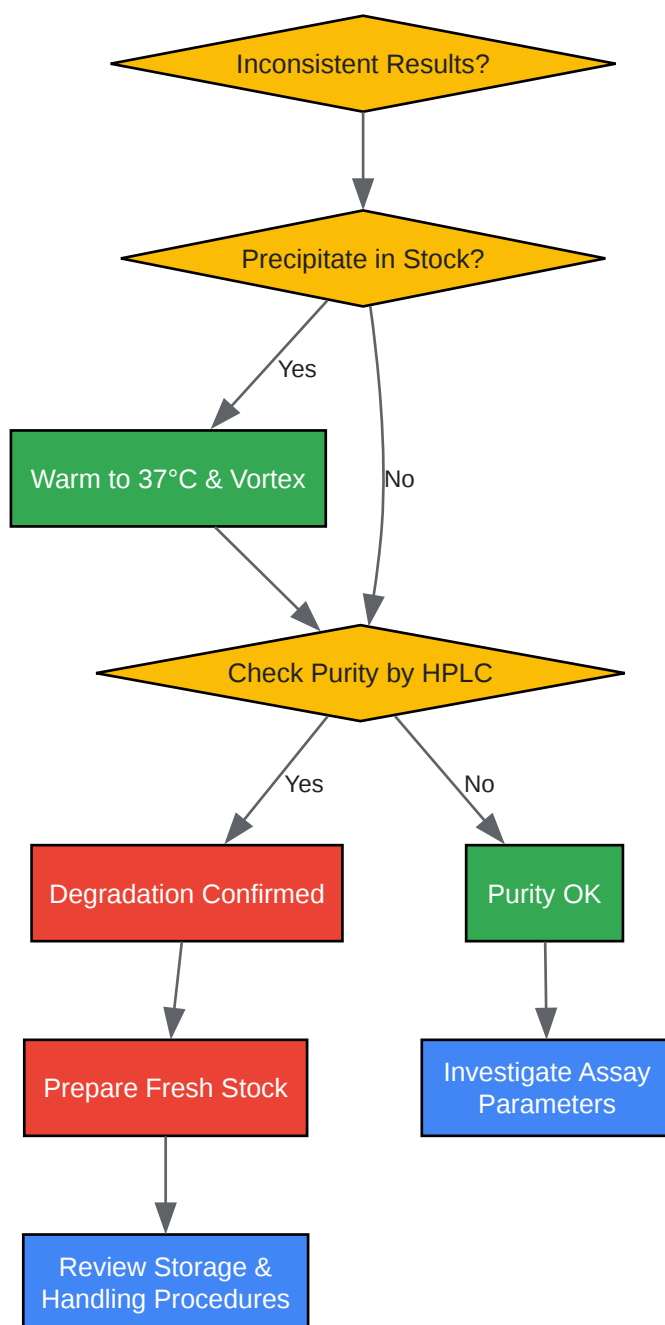 Inconsistent Results?
Precipitate in Stock?
Yes
Warm to 37°C & Vortex
No
Check Purity by HPLC
Yes
No
Degradation Confirmed
Purity OK
Prepare Fresh Stock
Investigate Assay
Parameters
Review Storage &
Handling Procedures